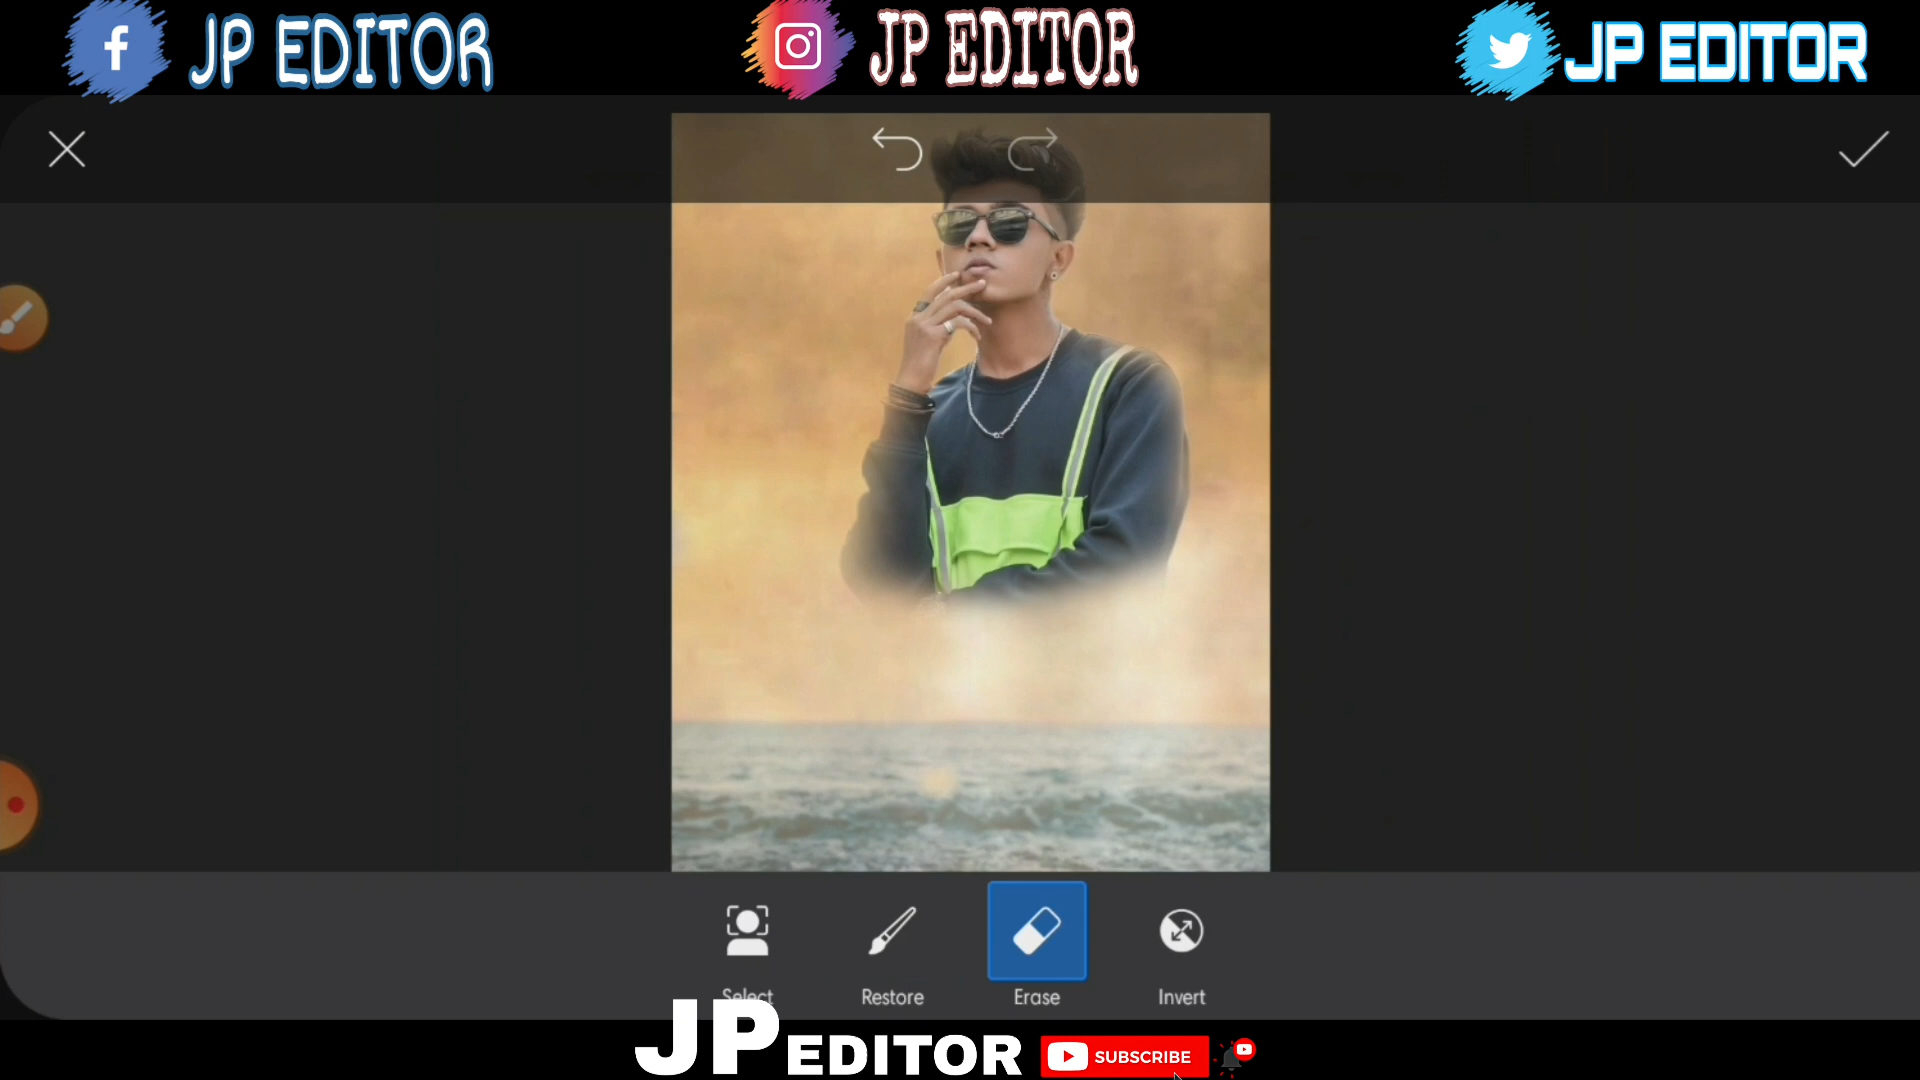 JP EDITOR
JP EDITOR
JP EDITOR
Select
Restore
Erase
Invert
JP EDITOR
SUBSCRIBE